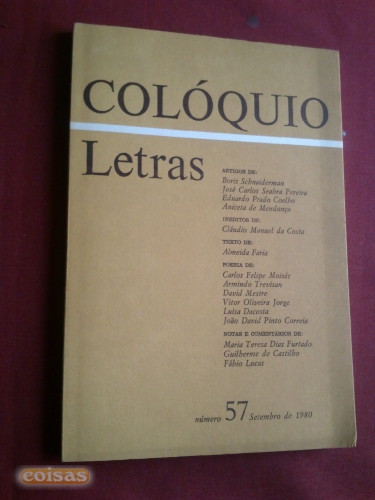 COLÓQUIO
Letras
ARTIGOS DE:
Boris Schnaiderman
José Carlos Seabra Pereira
Eduardo Prado Coelho
Aniceta de Mendonça
INÉDITOS DE:
Cláudio Manuel da Costa
TEXTO DE:
Almeida Faria
POESIA DE:
Carlos Felipe Moisés
Armindo Trevisan
David Mestre
Vítor Oliveira Jorge
Luísa Dacosta
João David Pinto Correia
NOTAS E COMENTÁRIOS DE:
Maria Teresa Dias Furtado
Guilherme de Castilho
Fábio Lucas
número 57 Setembro de 1980
coisas